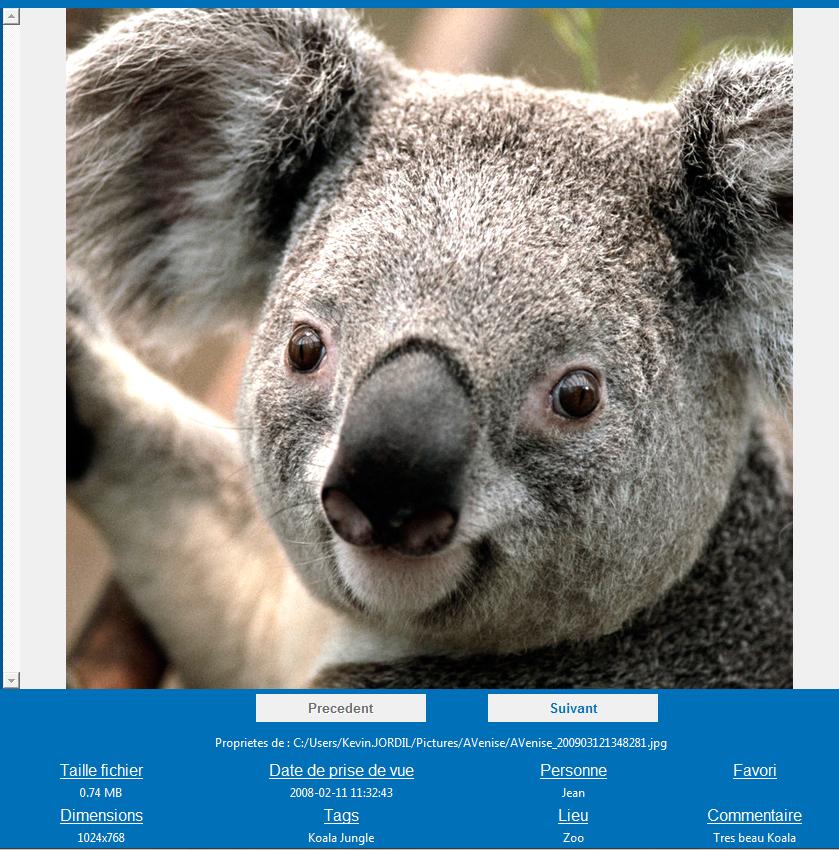 Precedent Suivant
Proprietes de : C:/Users/Kevin.JORDIL/Pictures/AVenise/AVenise_200903121348281.jpg
Taille fichier Date de prise de vue Personne Favori
0.74 MB 2008-02-11 11:32:43 Jean
Dimensions Tags Lieu Commentaire
1024x768 Koala Jungle Zoo Tres beau Koala